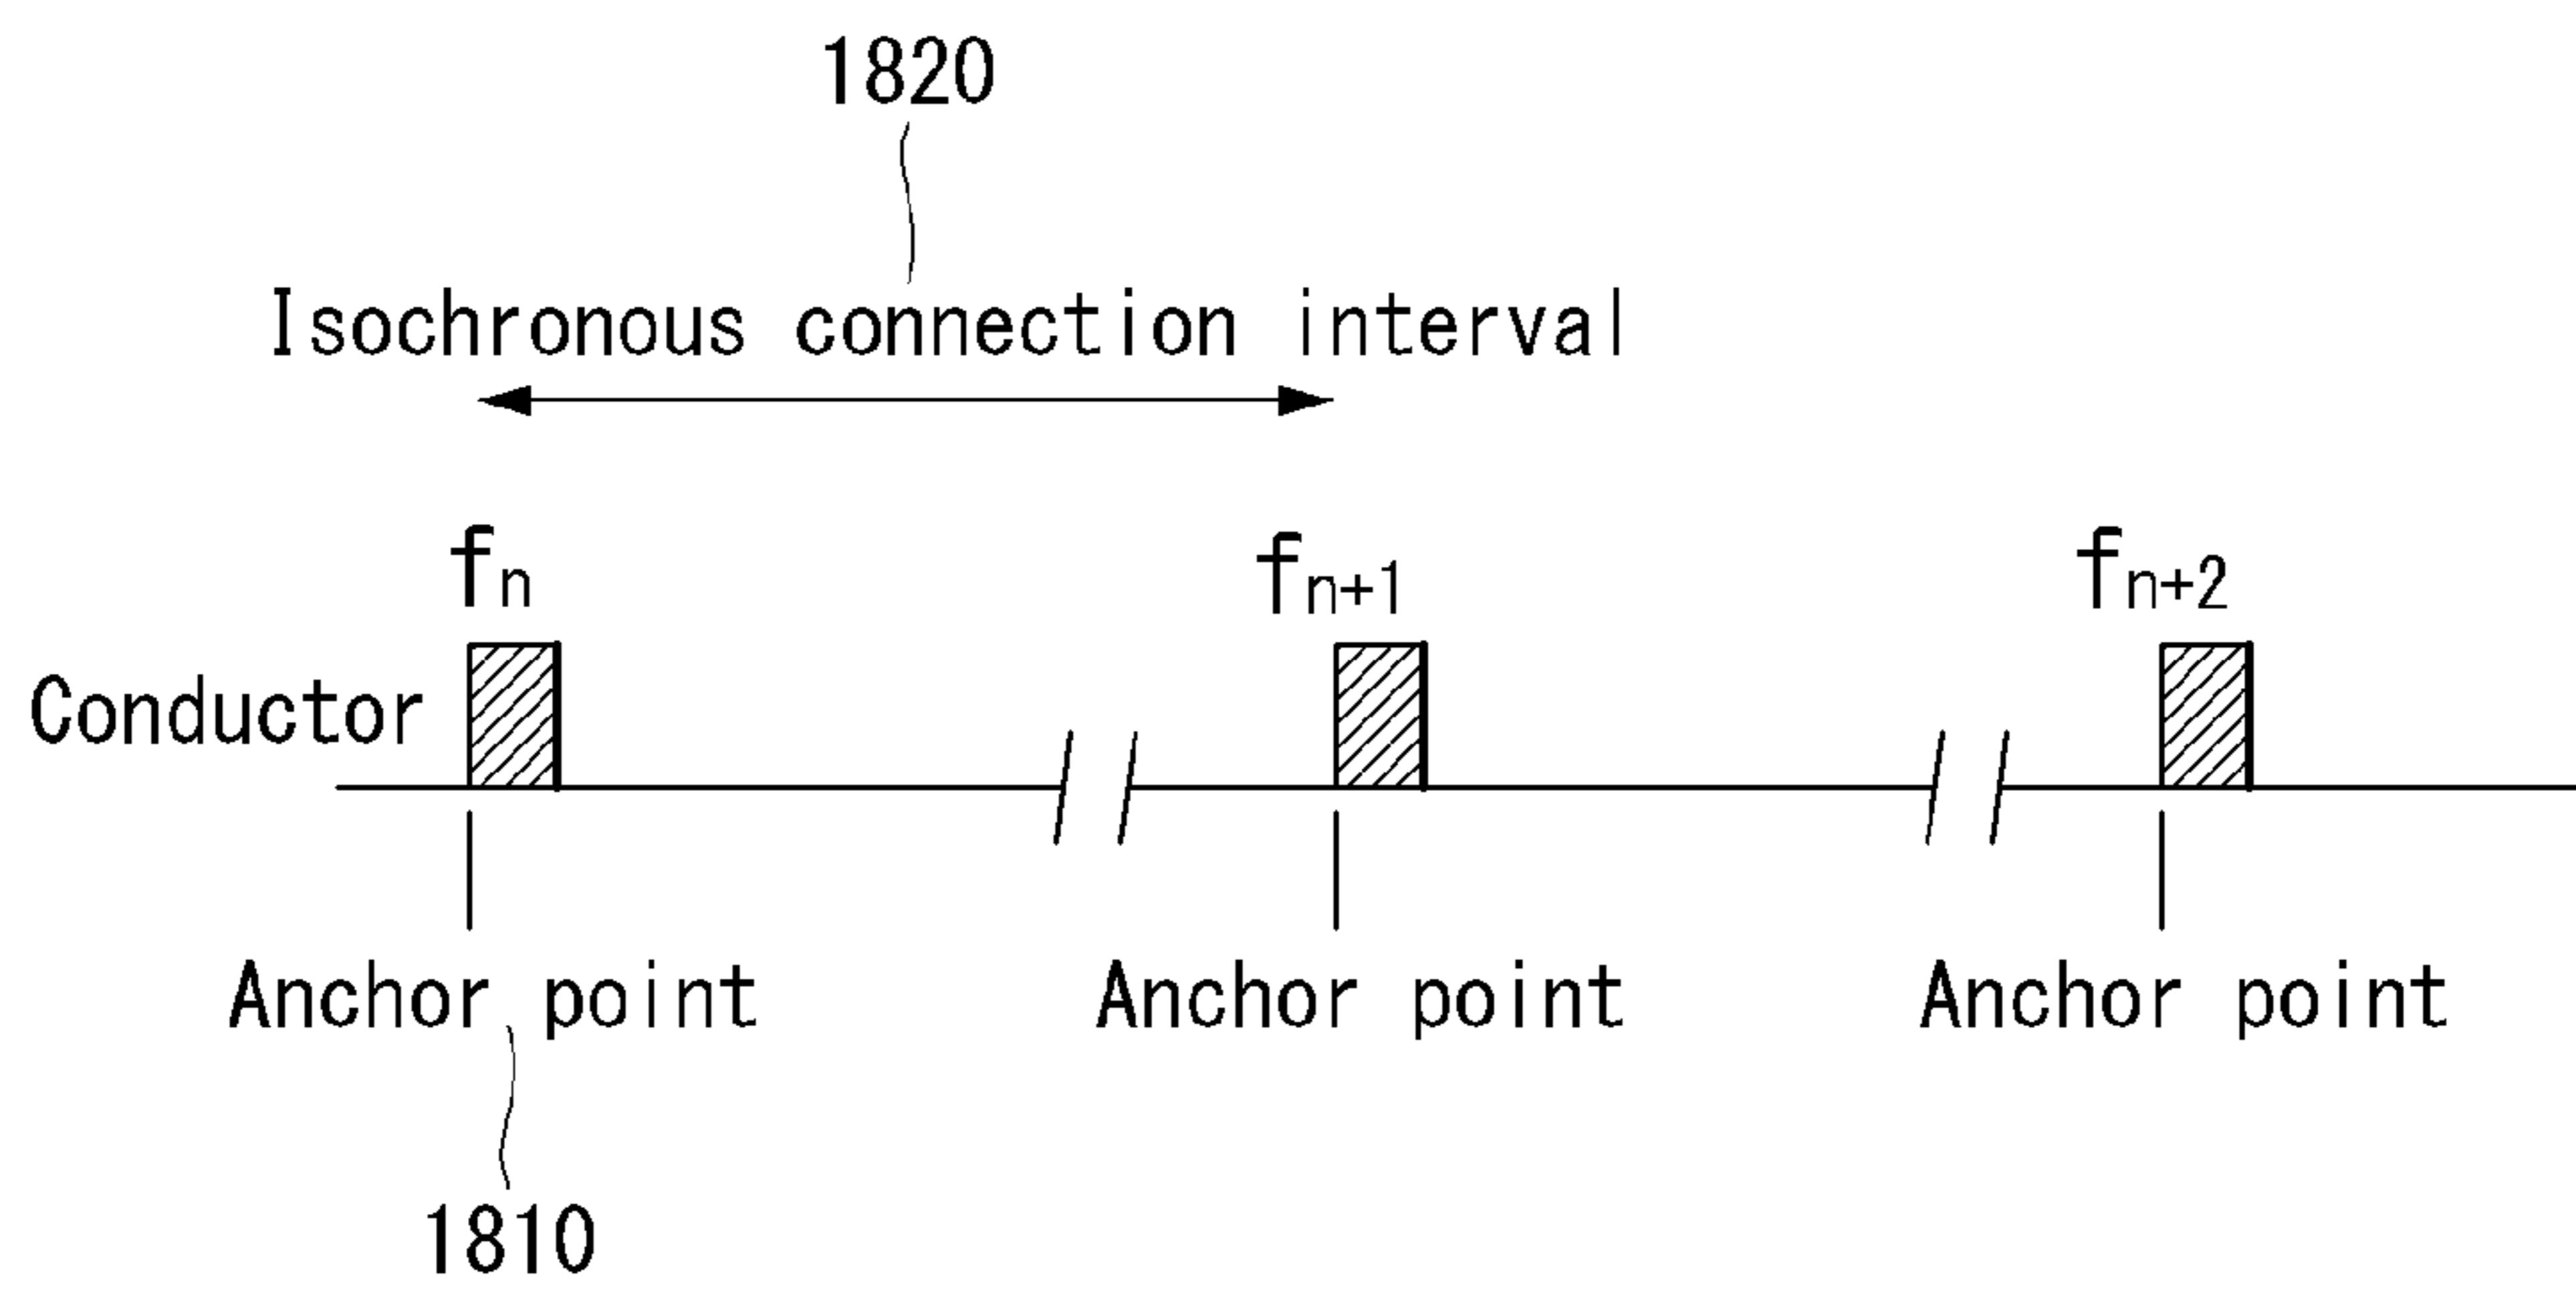 1820
Isochronous connection interval
fn fn+1 fn+2
Conductor
Anchor point Anchor point Anchor point
1810